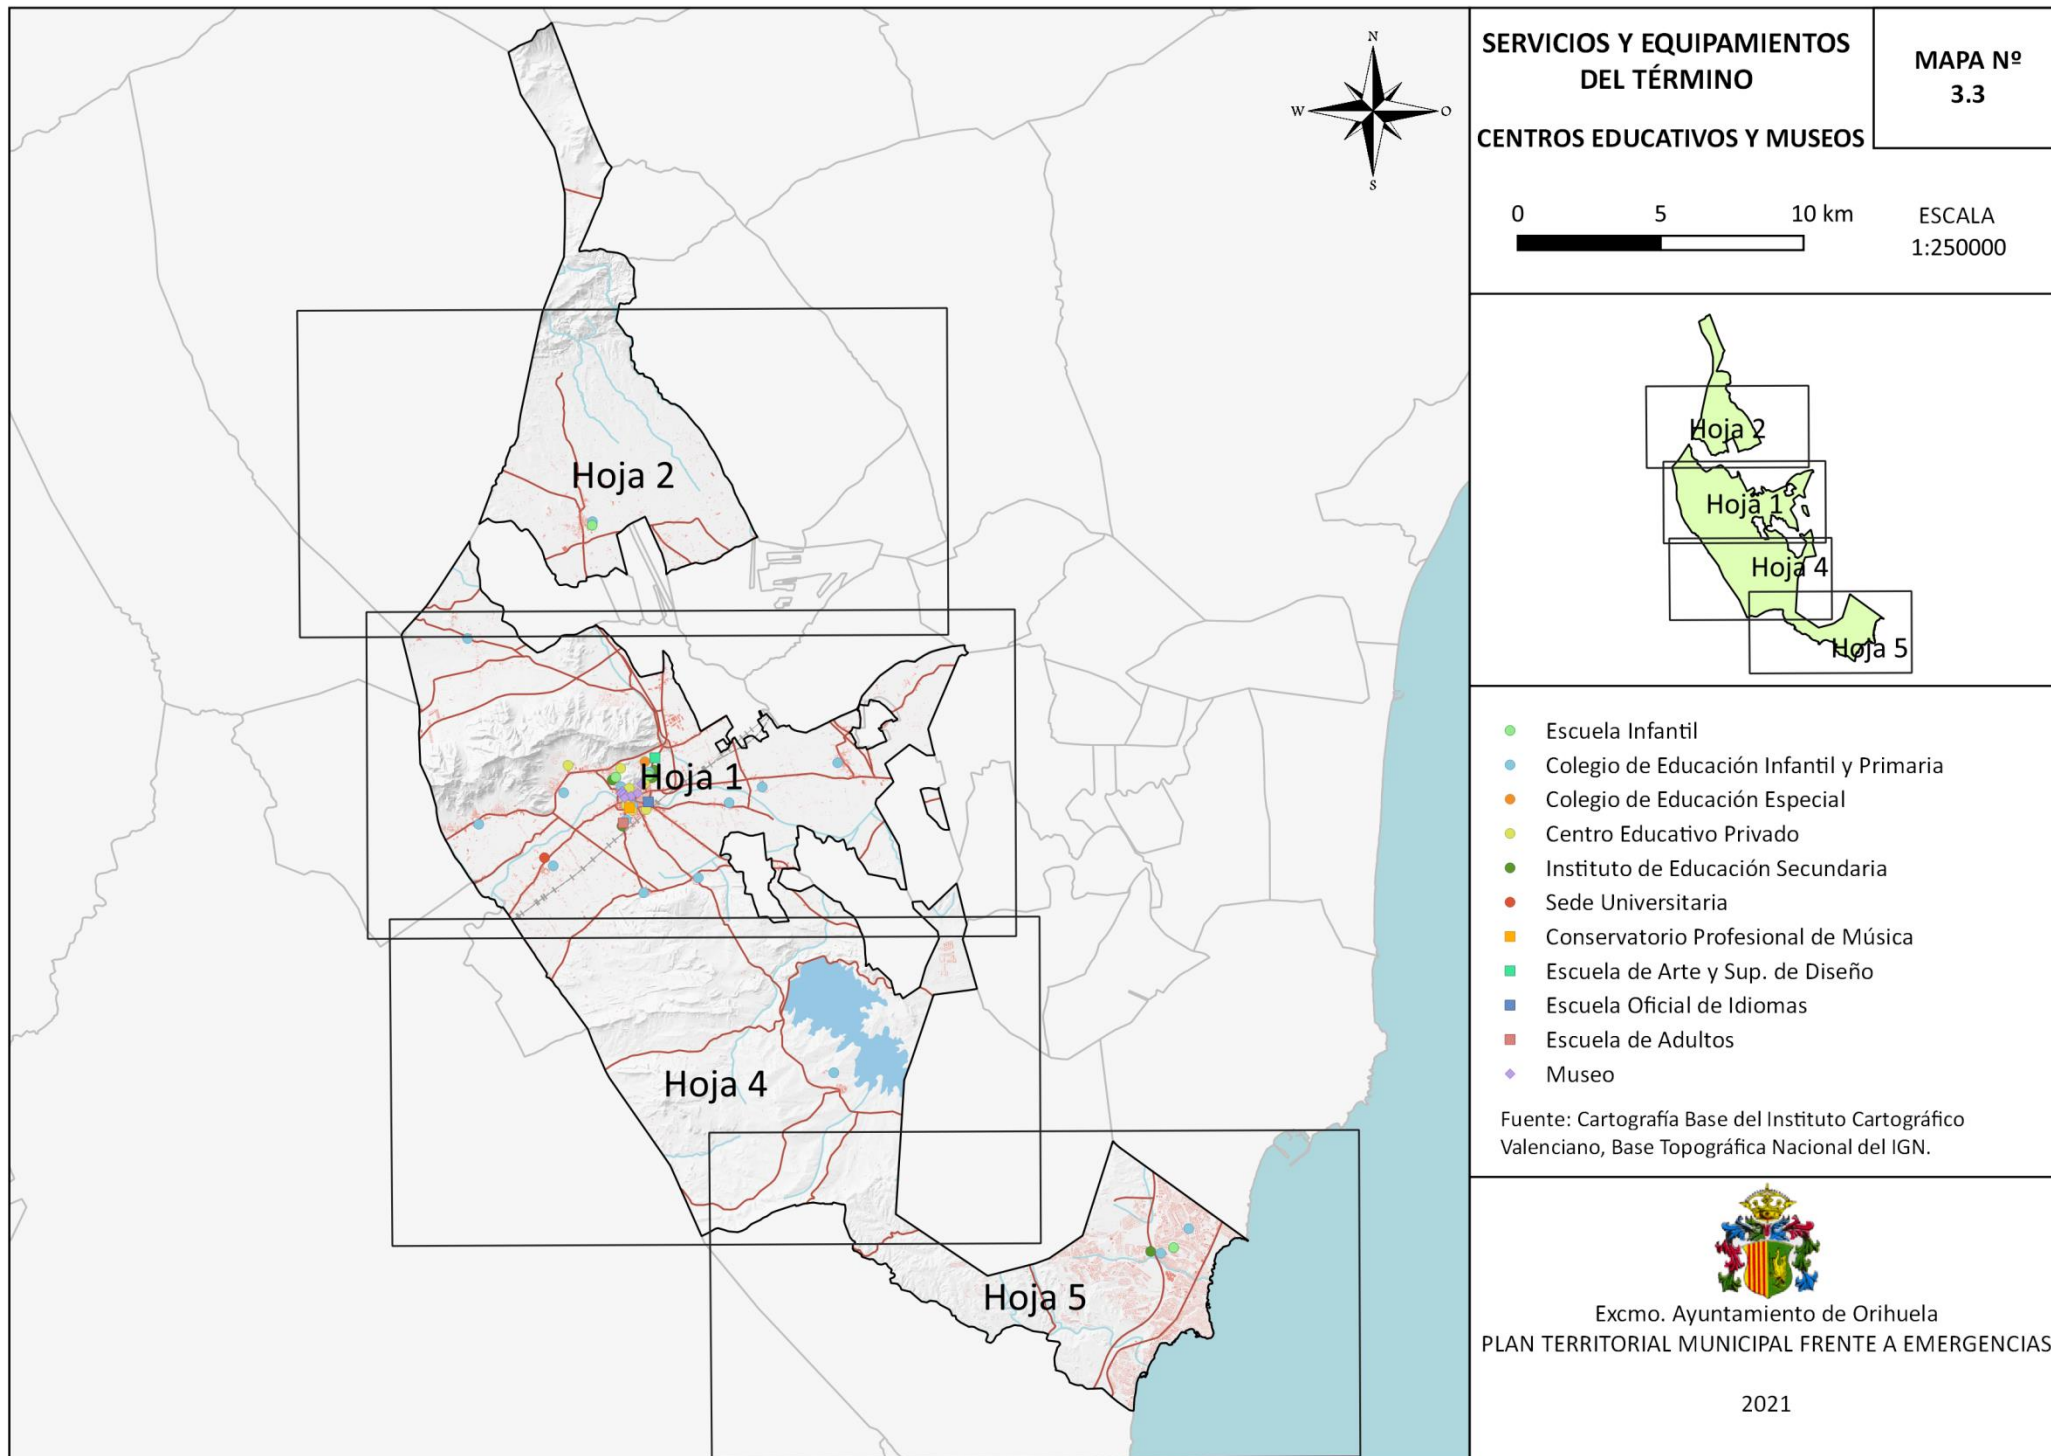 SERVICIOS Y EQUIPAMIENTOS
DEL TÉRMINO
CENTROS EDUCATIVOS Y MUSEOS
MAPA Nº
3.3
0 5 10 km
ESCALA
1:250000
N
W O
S
Hoja 2
Hoja 1
Hoja 4
Hoja 5
Hoja 2
Hoja 1
Hoja 4
Hoja 5
Escuela Infantil
Colegio de Educación Infantil y Primaria
Colegio de Educación Especial
Centro Educativo Privado
Instituto de Educación Secundaria
Sede Universitaria
Conservatorio Profesional de Música
Escuela de Arte y Sup. de Diseño
Escuela Oficial de Idiomas
Escuela de Adultos
Museo
Fuente: Cartografía Base del Instituto Cartográfico
Valenciano, Base Topográfica Nacional del IGN.
Excmo. Ayuntamiento de Orihuela
PLAN TERRITORIAL MUNICIPAL FRENTE A EMERGENCIAS
2021